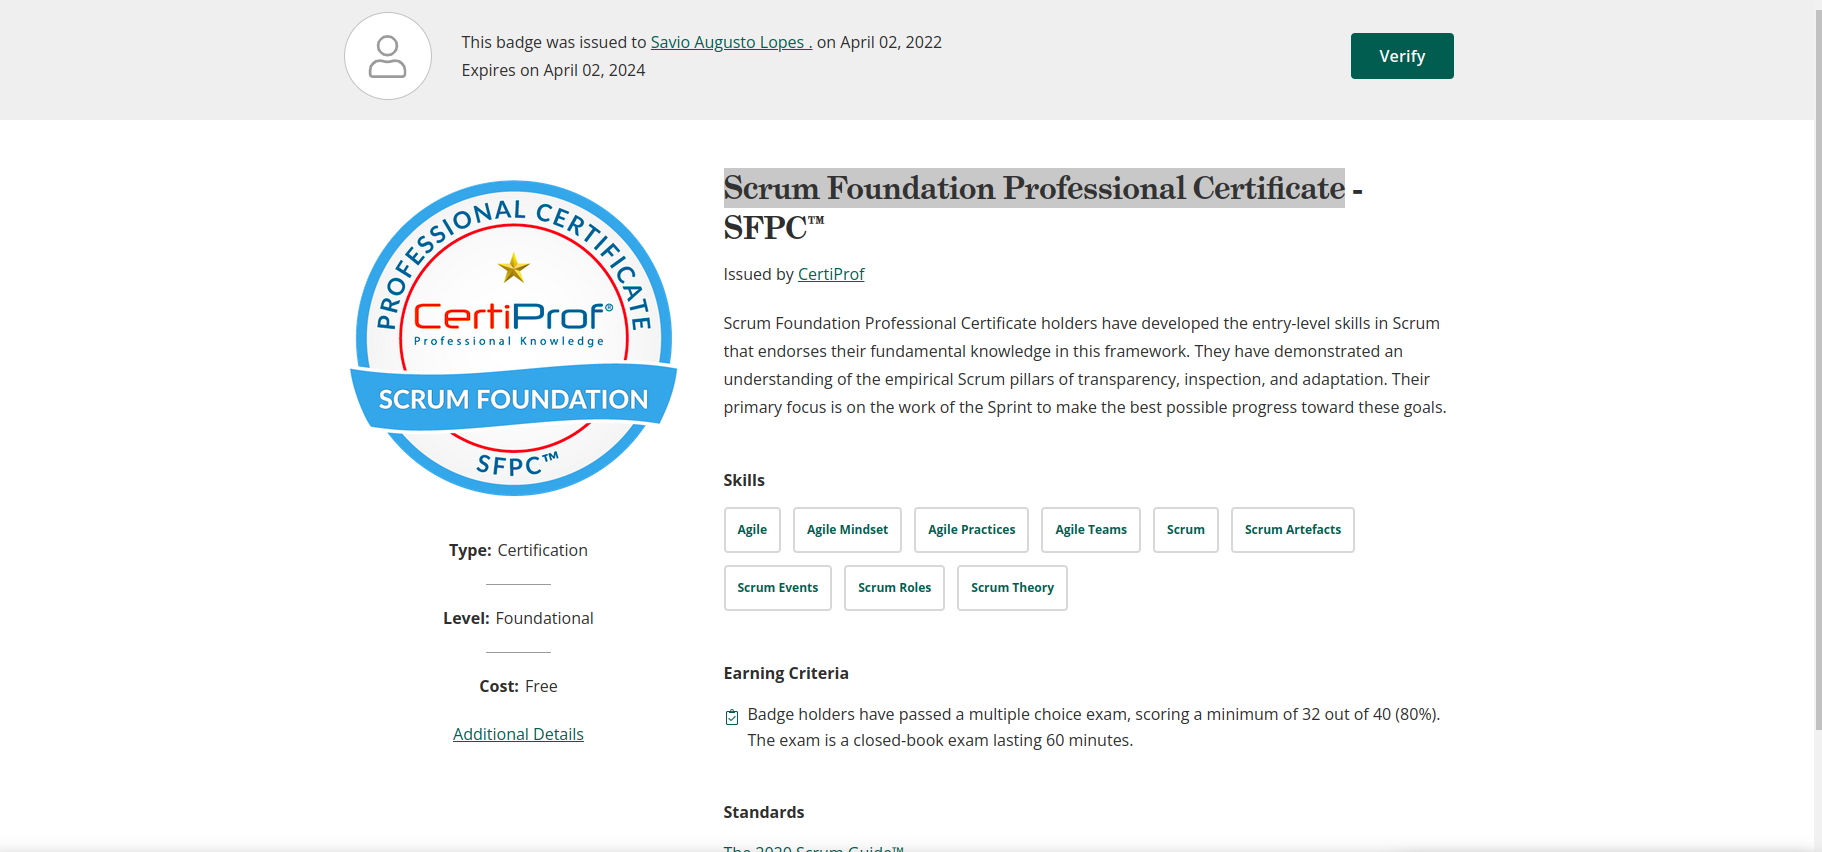 This badge was issued to Savio Augusto Lopes . on April 02, 2022
Expires on April 02, 2024
Verify
PROFESSIONAL CERTIFICATE
CertiProf®
Professional Knowledge
SCRUM FOUNDATION
SFPC™
Type: Certification
Level: Foundational
Cost: Free
Additional Details
Scrum Foundation Professional Certificate -
SFPC™
Issued by CertiProf
Scrum Foundation Professional Certificate holders have developed the entry-level skills in Scrum
that endorses their fundamental knowledge in this framework. They have demonstrated an
understanding of the empirical Scrum pillars of transparency, inspection, and adaptation. Their
primary focus is on the work of the Sprint to make the best possible progress toward these goals.
Skills
Agile Agile Mindset Agile Practices Agile Teams Scrum Scrum Artefacts
Scrum Events Scrum Roles Scrum Theory
Earning Criteria
Badge holders have passed a multiple choice exam, scoring a minimum of 32 out of 40 (80%).
The exam is a closed-book exam lasting 60 minutes.
Standards
The 2020 Scrum Guide™